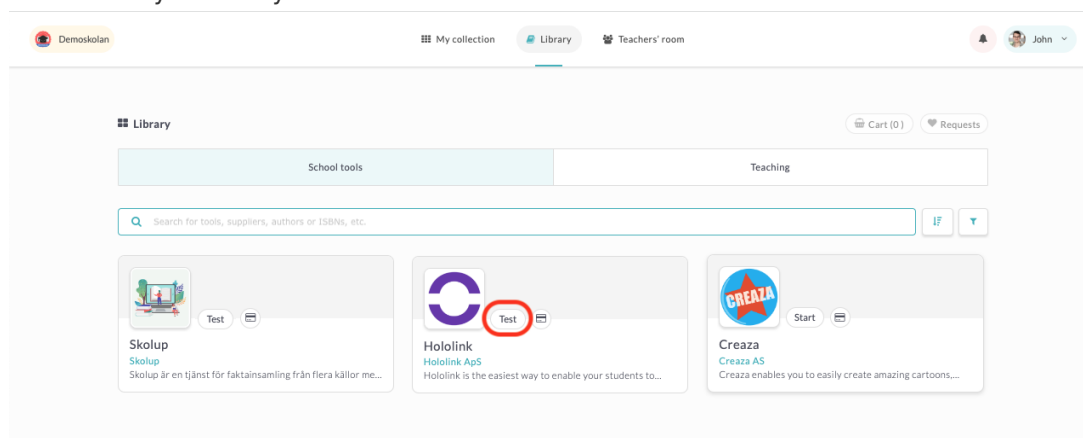 Demoskolan
My collection
Library
Teachers' room
John
Library
Cart (0 )
Requests
School tools
Teaching
Search for tools, suppliers, authors or ISBNs, etc.
Test
Skolup
Skolup
Skolup är en tjänst för faktainsamling från flera källor me...
Test
Hololink
Hololink ApS
Hololink is the easiest way to enable your students to...
CREAZA
Start
Creaza
Creaza AS
Creaza enables you to easily create amazing cartoons,...